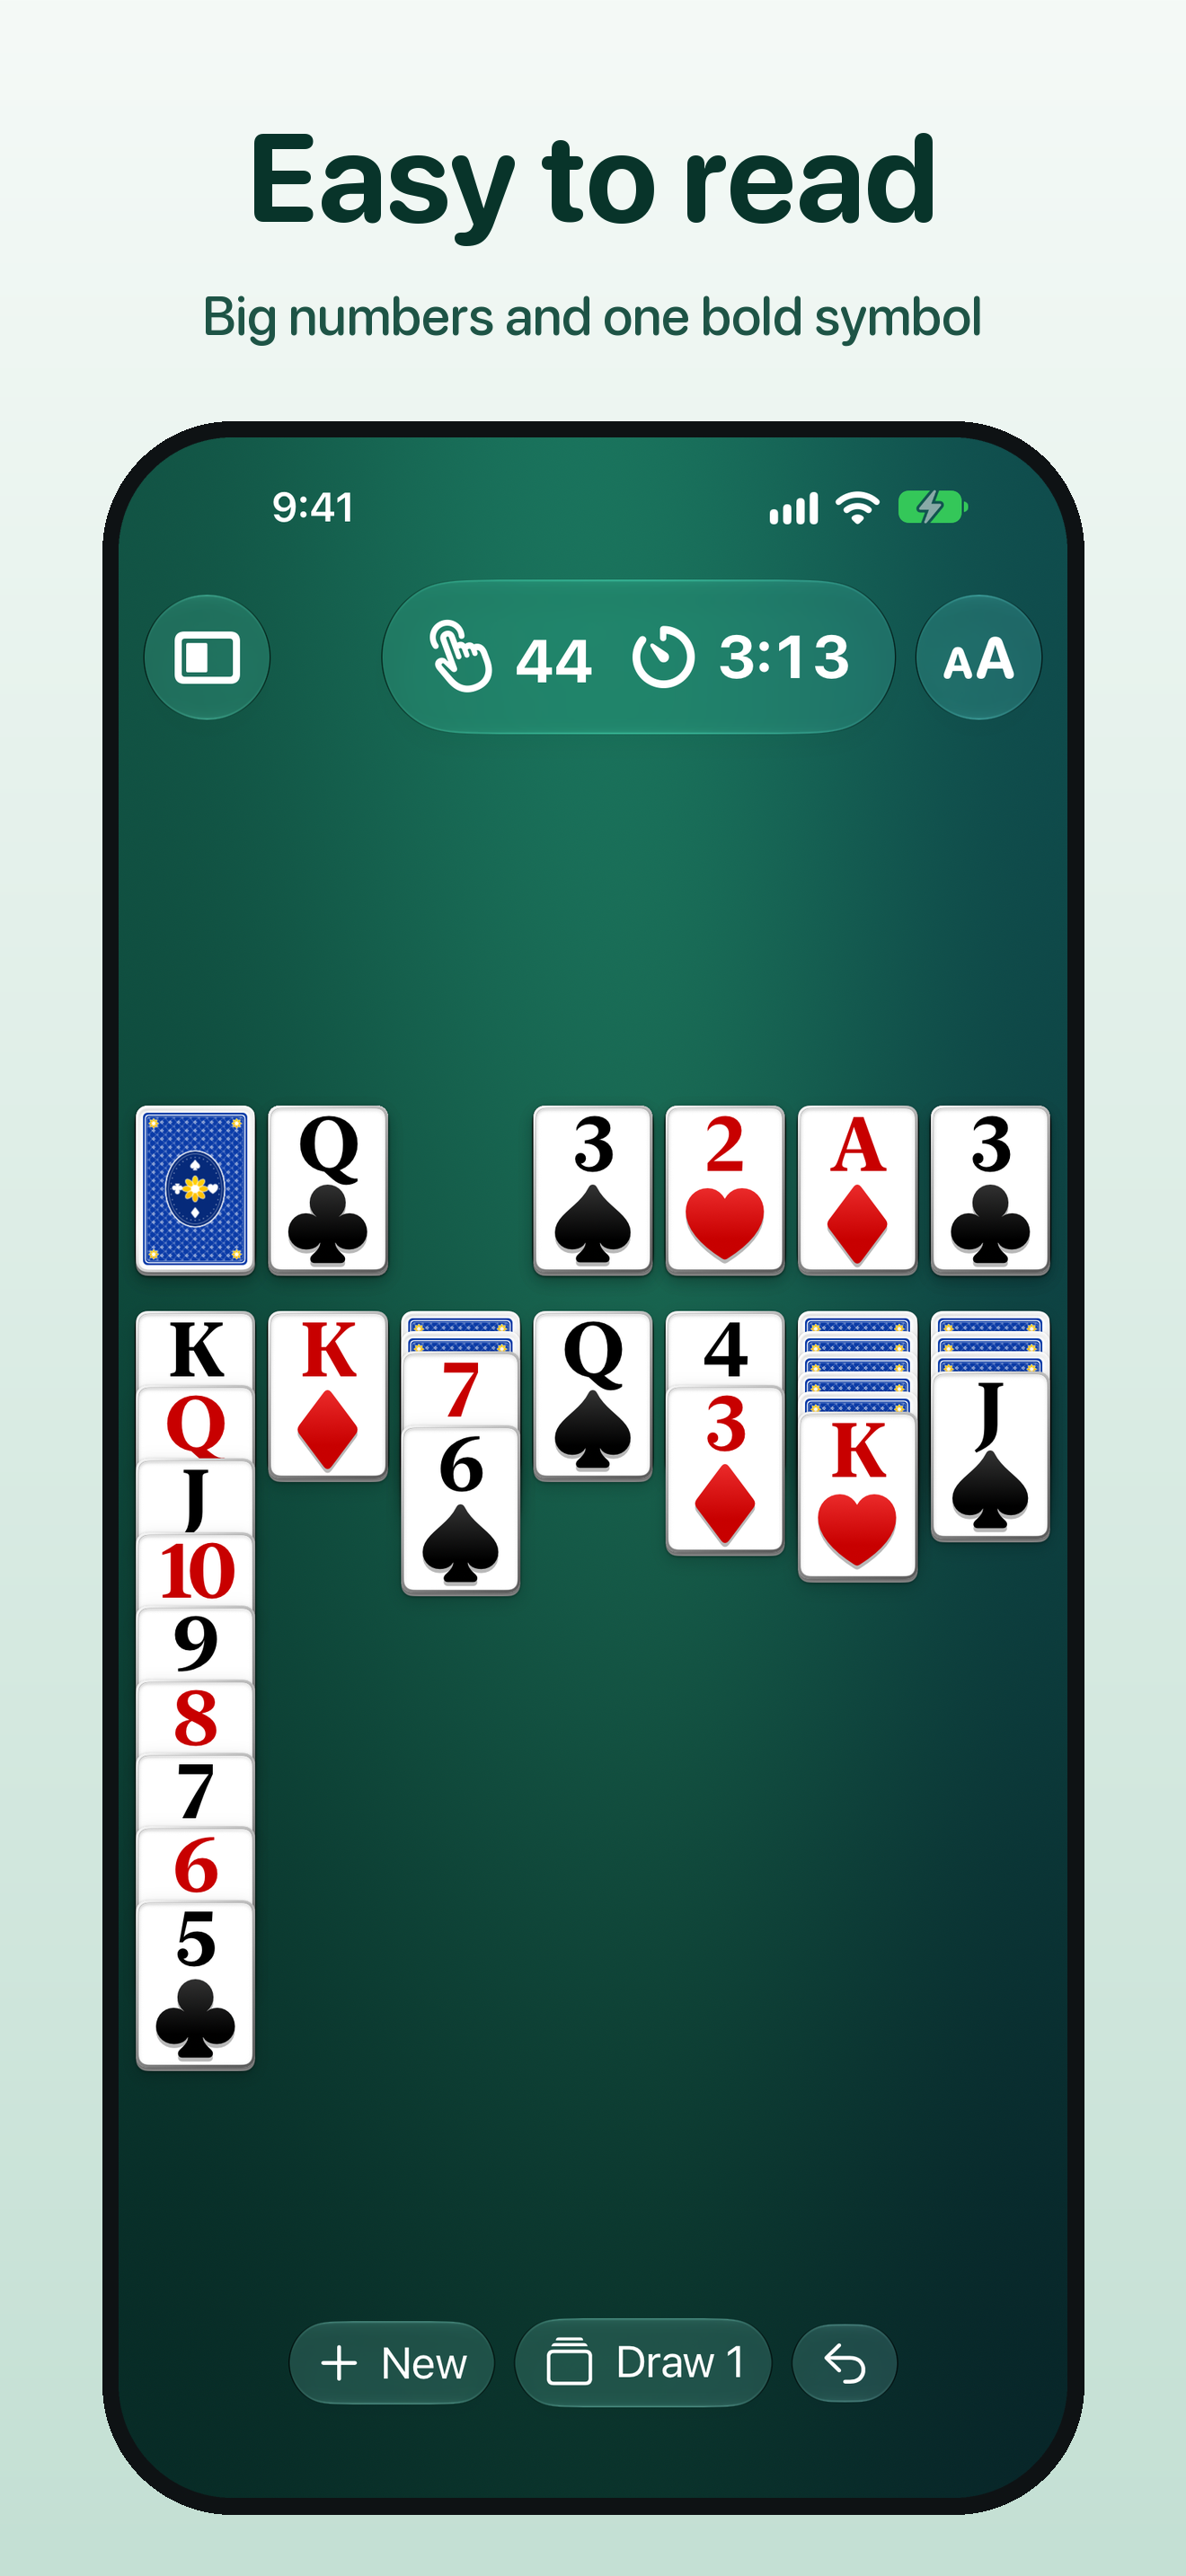 Easy to read
Big numbers and one bold symbol
9:41
44 3:13 AA
Q 3 2 A 3
K K 7 Q 4 K J
Q 6 3
J
10
9
8
7
6
5
New Draw 1